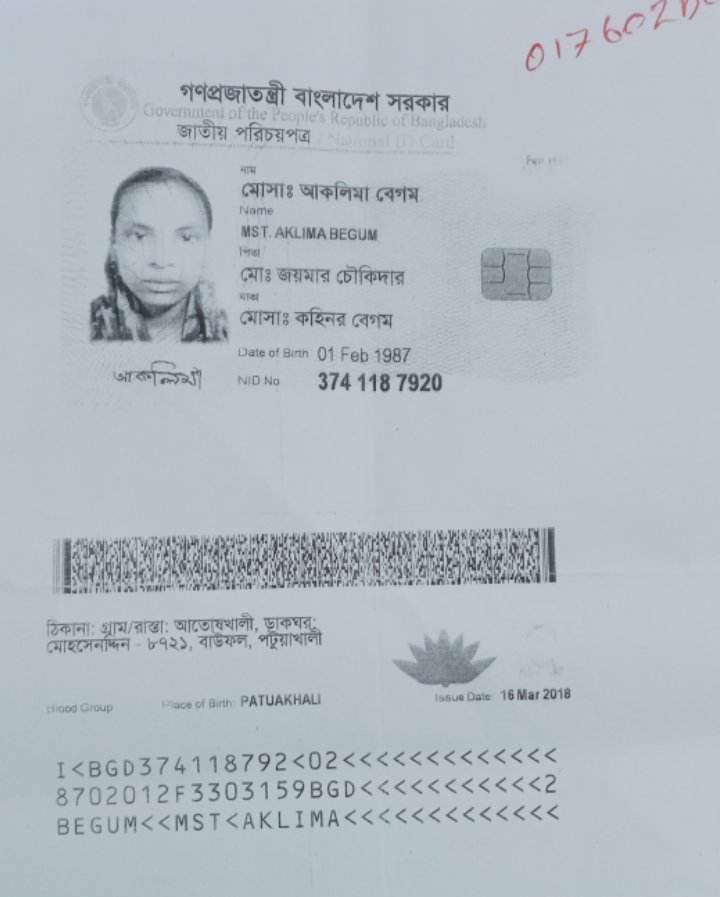 017602
গণপ্রজাতন্ত্রী বাংলাদেশ সরকার
Government of the People's Republic of Bangladesh
জাতীয় পরিচয়পত্র National ID Card
নাম
মোসাঃ আকলিমা বেগম
Name
MST. AKLIMA BEGUM
পিতা
মোঃ জয়মার চৌকিদার
মাতা
মোসাঃ কহিনর বেগম
Date of Birth 01 Feb 1987
আকলিমা
NID No 374 118 7920
ঠিকানা: গ্রাম/রাস্তা: আতোষখালী, ডাকঘর:
মোহসেনাদ্দিন - ৮৭২১, বাউফল, পটুয়াখালী
Blood Group Place of Birth: PATUAKHALI Issue Date: 16 Mar 2018
I<BGD374118792<02<<<<<<<<<<<<<
8702012F3303159BGD<<<<<<<<<<<2
BEGUM<<MST<AKLIMA<<<<<<<<<<<<<